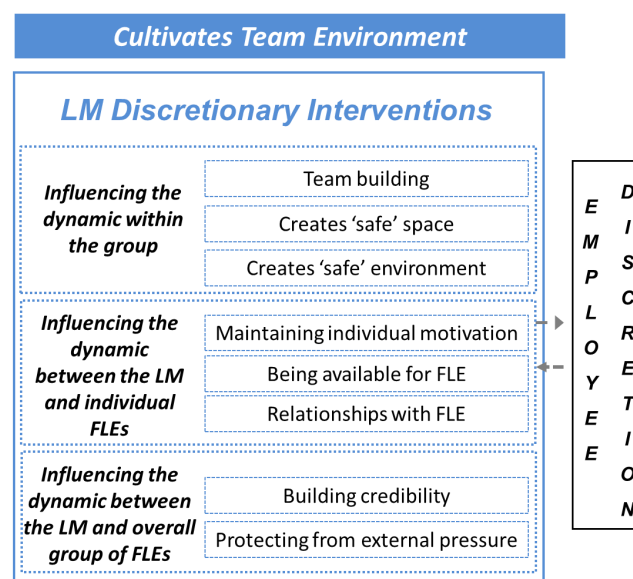 Cultivates Team Environment
LM Discretionary Interventions
Influencing the
dynamic within
the group
Team building
Creates ‘safe’ space
Creates ‘safe’ environment
Influencing the
dynamic
between the LM
and individual
FLEs
Maintaining individual motivation
Being available for FLE
Relationships with FLE
Influencing the
dynamic between
the LM and overall
group of FLEs
Building credibility
Protecting from external pressure
EMPLOYEE
DISCRETION